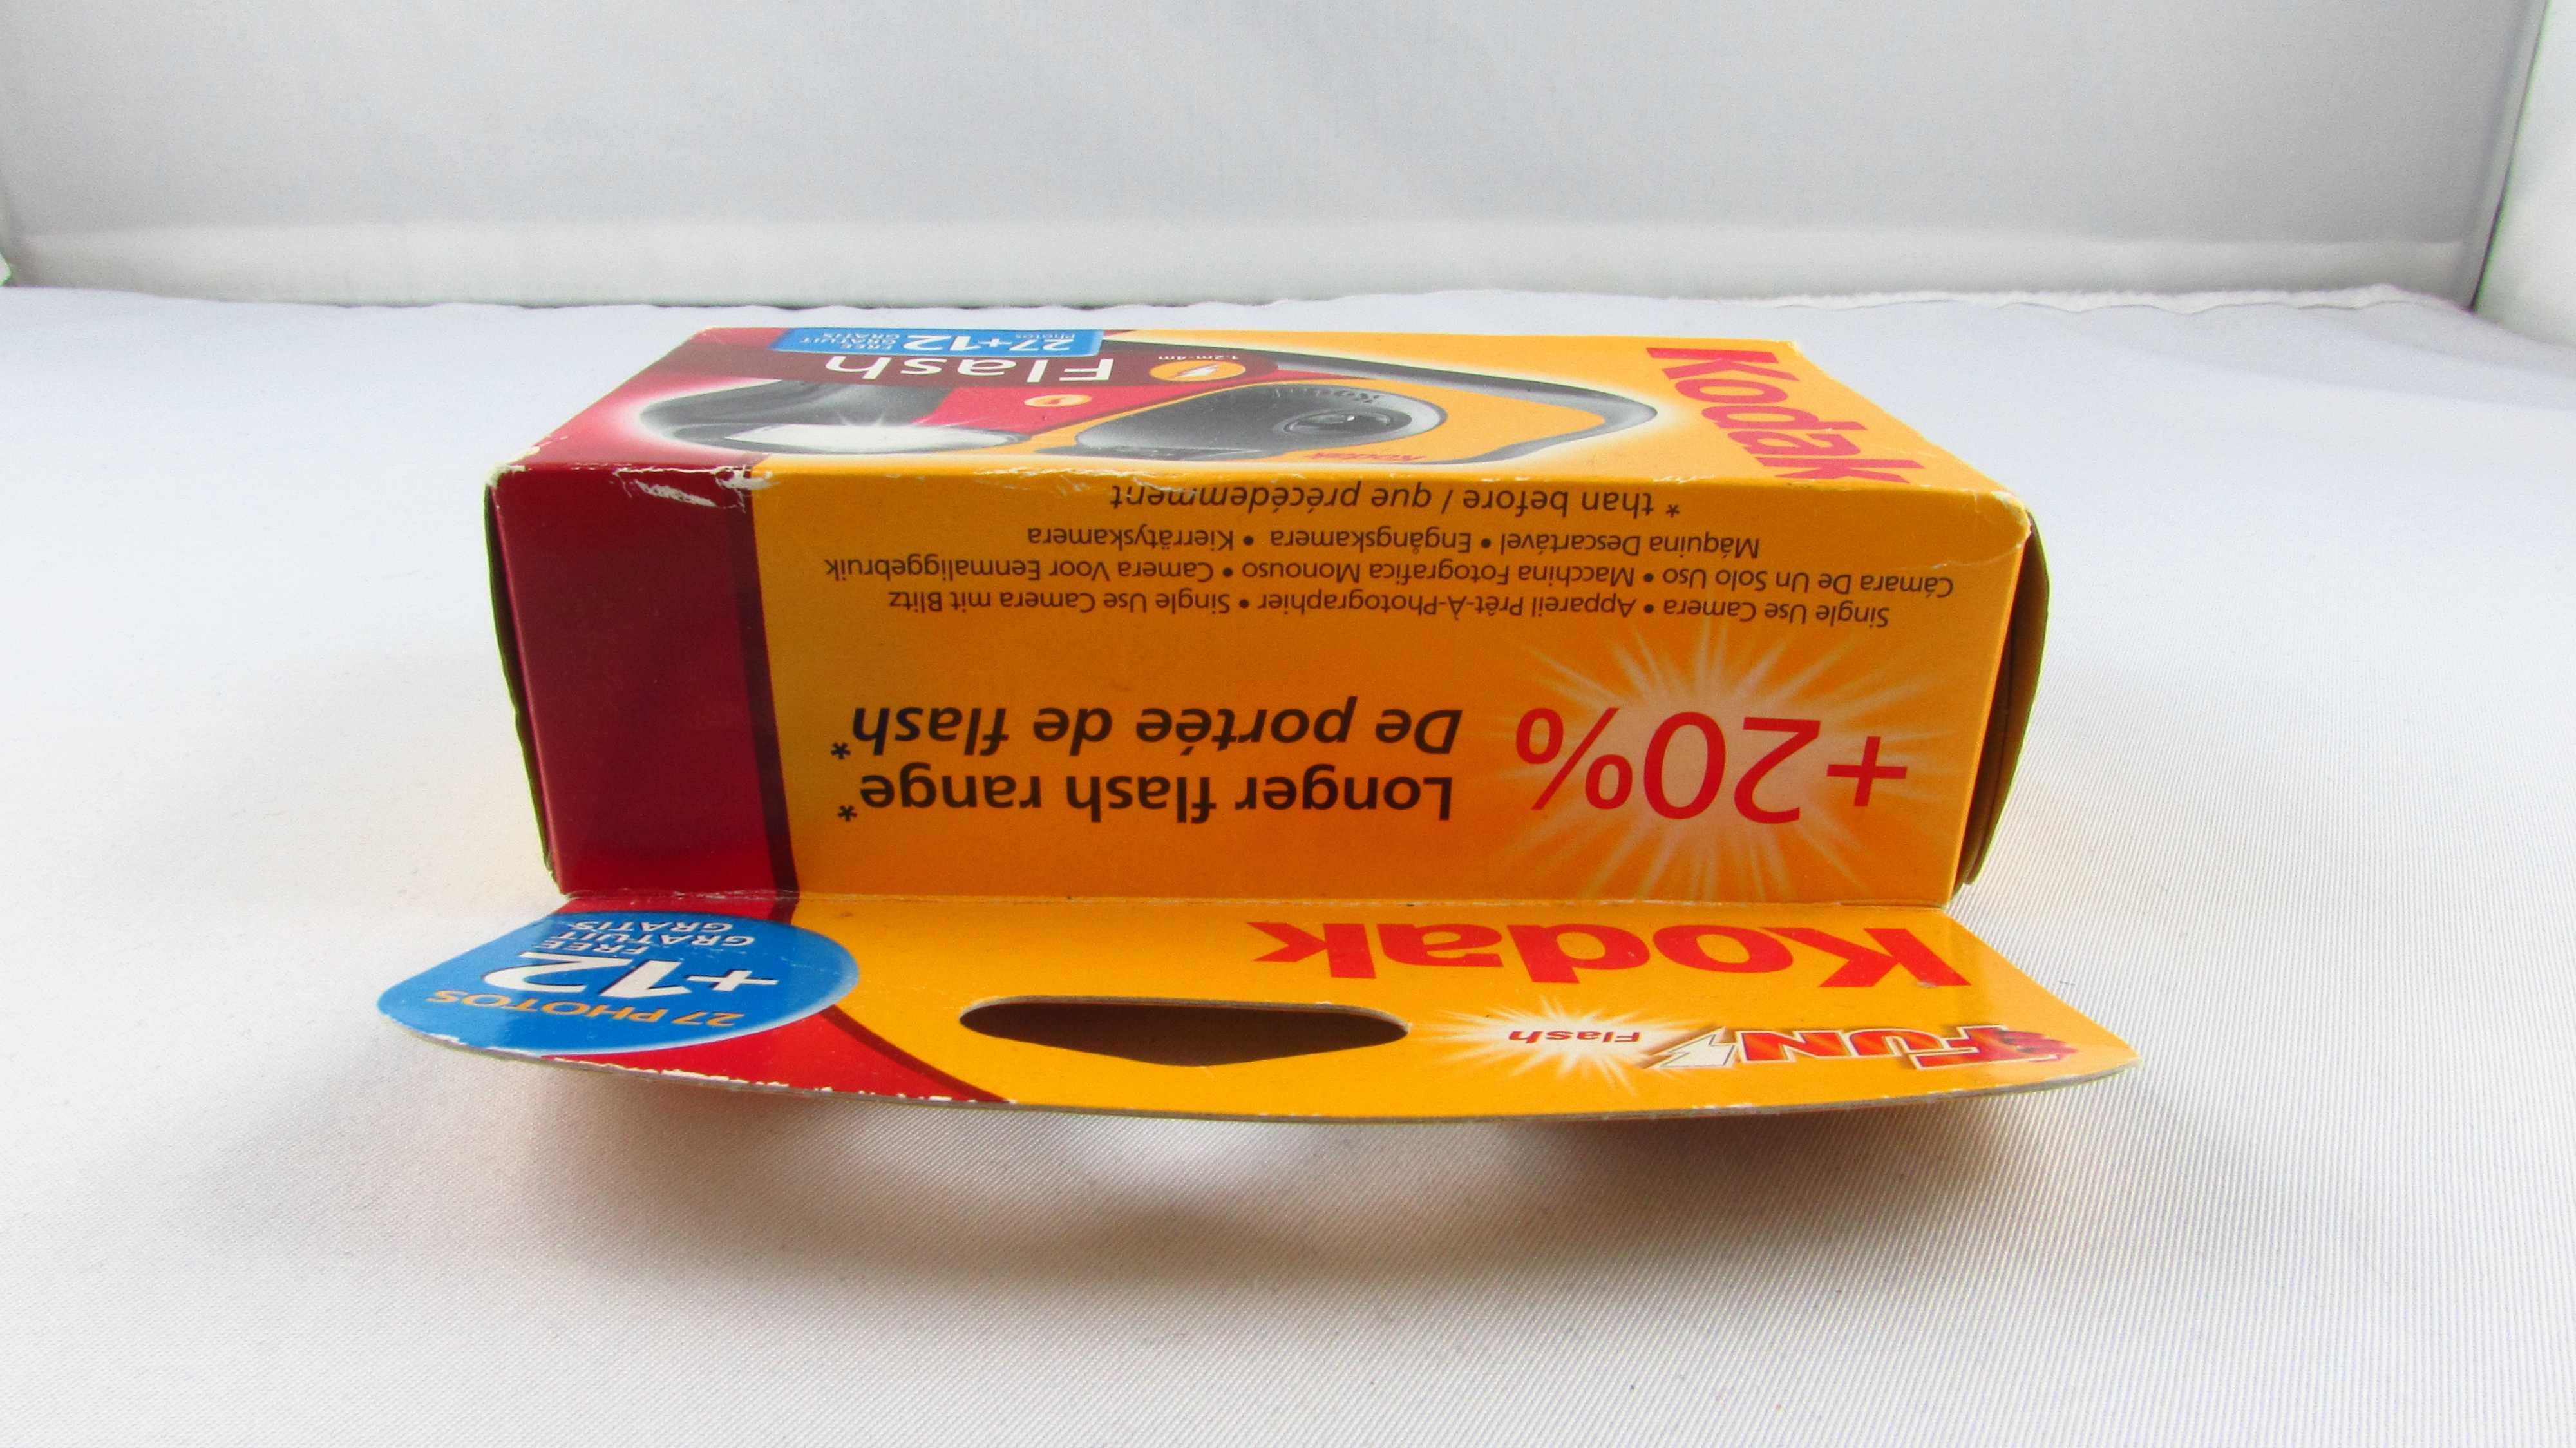 FUN
Flash
Kodak
27 PHOTOS
+12
FREE
GRATUIT
GRATIS
+20%
Longer flash range*
De portée de flash*
Single Use Camera • Appareil Prêt-À-Photographier • Single Use Camera mit Blitz
Cámara De Un Solo Uso • Macchina Fotografica Monouso • Camera Voor Eenmaliggebruik
Máquina Descartável • Engångskamera • Kierrätyskamera
* than before / que précédemment
Kodak
Kodak
Kodak
1.2m-4m
Flash
27+12
Photos
FREE
GRATUIT
GRATIS